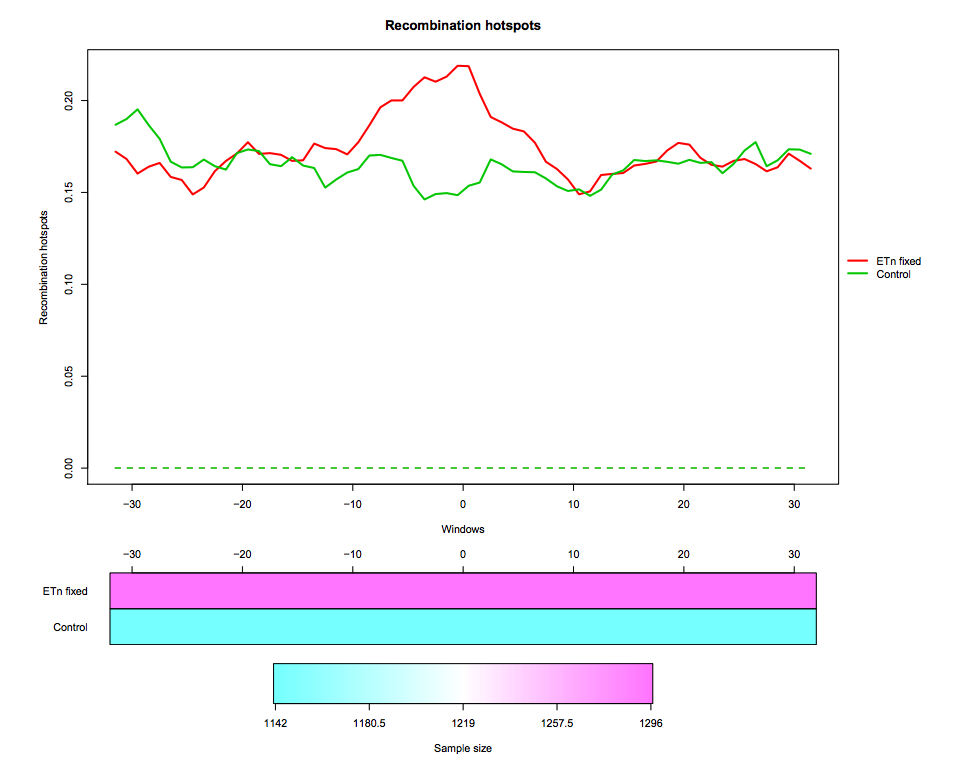 Recombination hotspots
Recombination hotspots
0.20
0.15
0.10
0.05
0.00
−30 −20 −10 0 10 20 30
Windows
ETn fixed
Control
−30 −20 −10 0 10 20 30
ETn fixed
Control
1142 1180.5 1219 1257.5 1296
Sample size